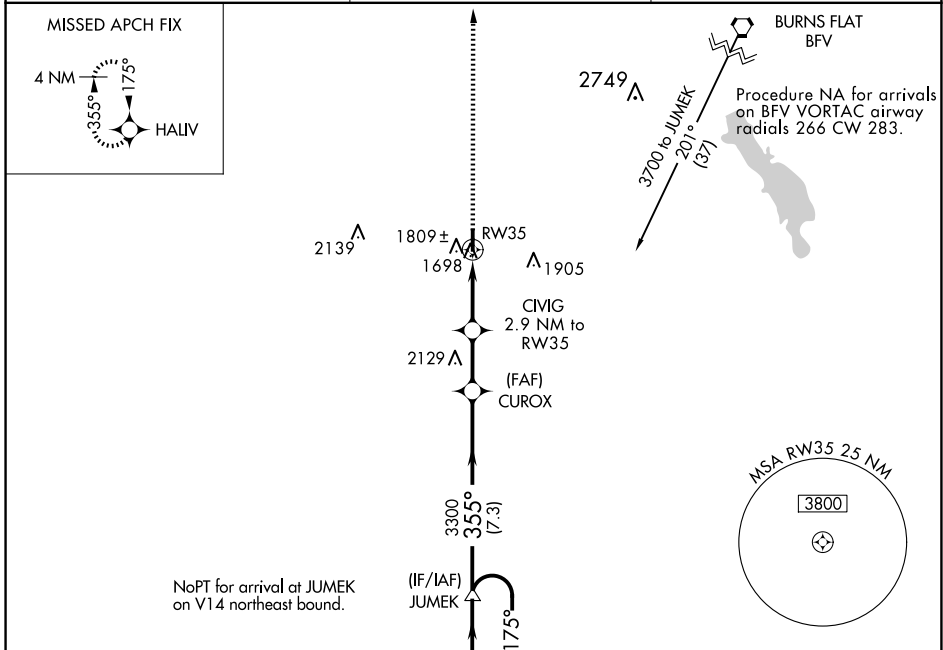 MISSED APCH FIX
4 NM
355°
175°
HALIV
BURNS FLAT
BFV
2749
Procedure NA for arrivals
on BFV VORTAC airway
radials 266 CW 283.
3700 to JUMEK
201°
(37)
2139
1809±
RW35
1698
1905
CIVIG
2.9 NM to
RW35
2129
(FAF)
CUROX
MSA RW35 25 NM
3800
3300
355°
(7.3)
NoPT for arrival at JUMEK
on V14 northeast bound.
(IF/IAF)
JUMEK
175°